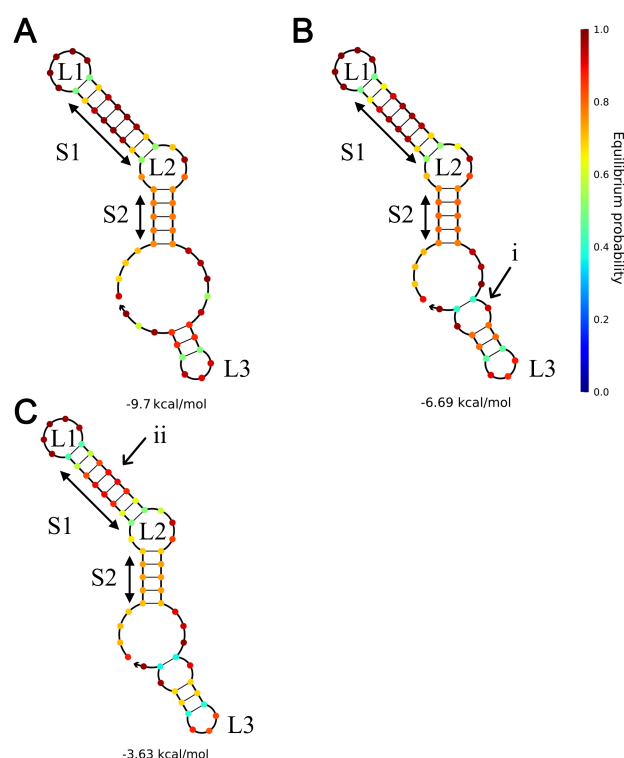 A
L1
S1
L2
S2
L3
-9.7 kcal/mol
B
L1
S1
L2
S2
i
L3
-6.69 kcal/mol
1.0
0.8
0.6
0.4
0.2
0.0
Equilibrium probability
C
L1
ii
S1
L2
S2
L3
-3.63 kcal/mol